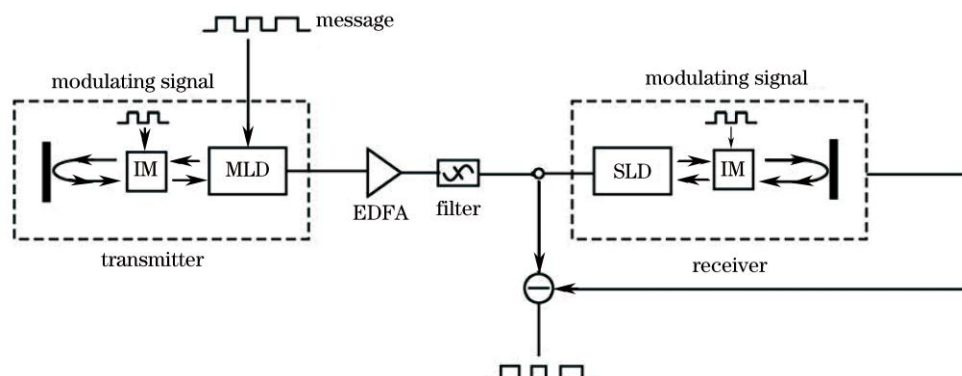 message
modulating signal
modulating signal
IM
MLD
SLD
IM
EDFA
filter
transmitter
receiver